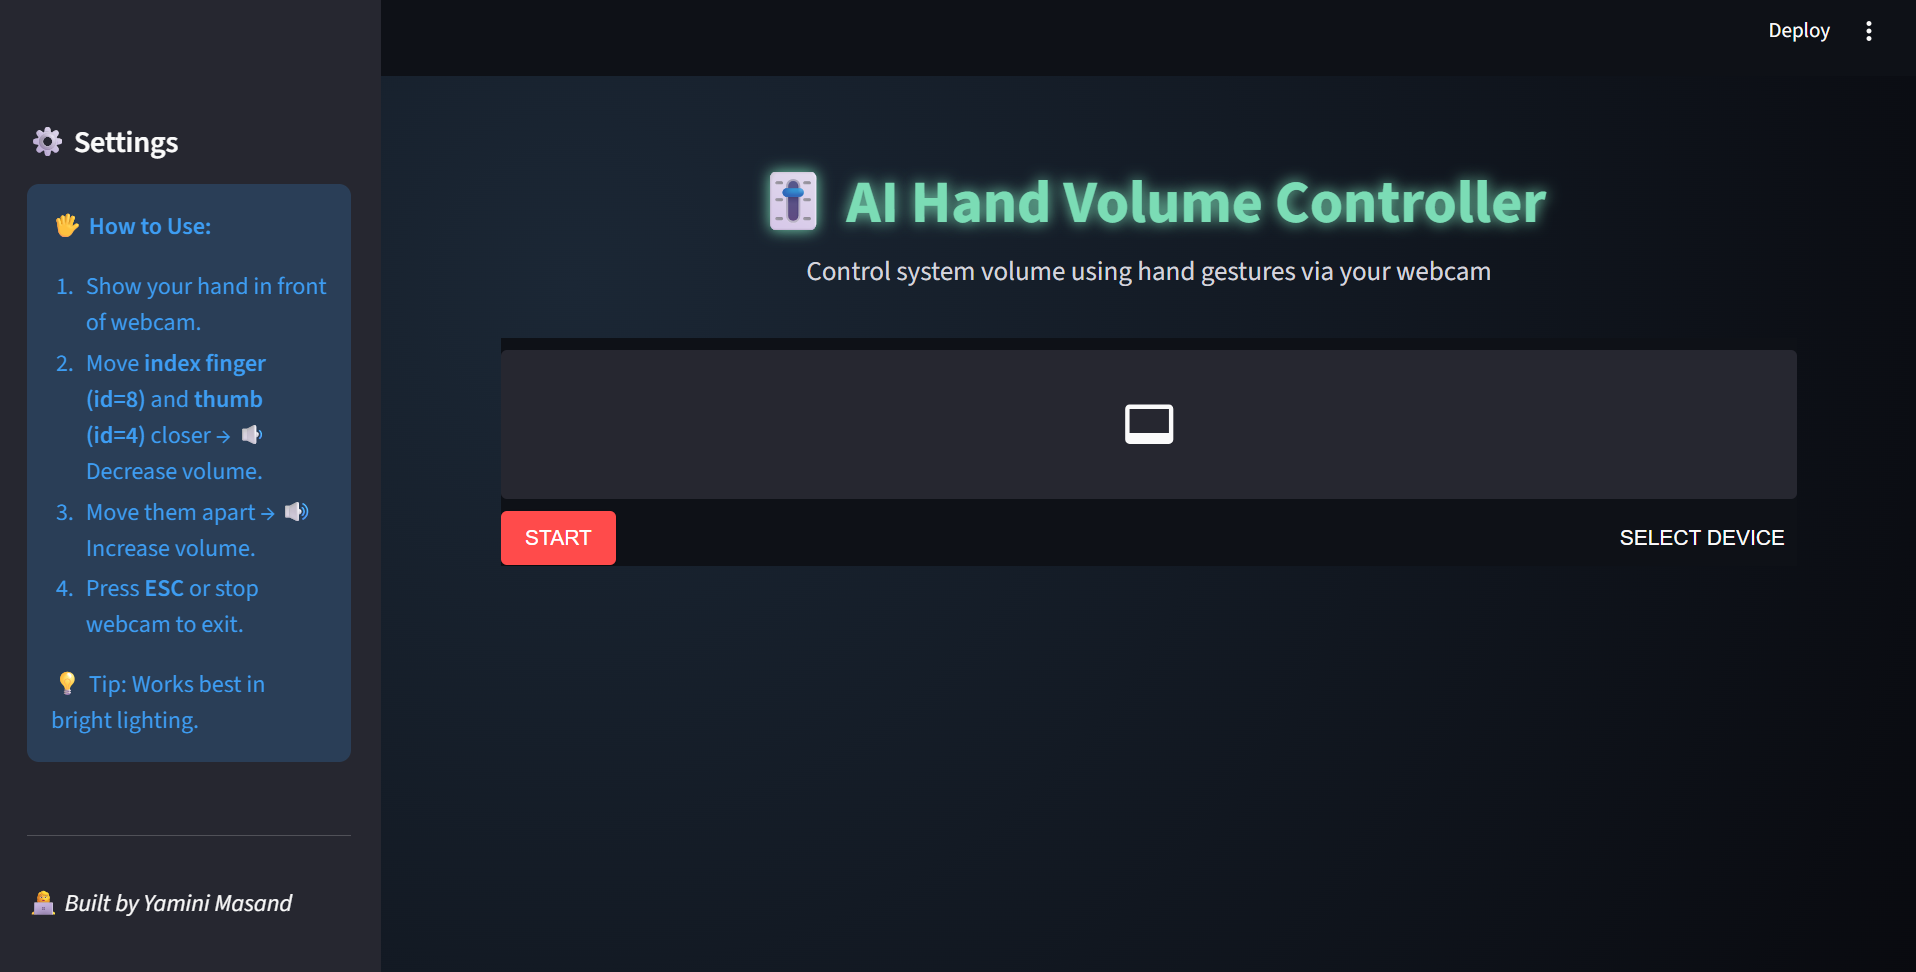 Deploy
Settings
How to Use:
1. Show your hand in front
of webcam.
2. Move index finger
(id=8) and thumb
(id=4) closer →
Decrease volume.
3. Move them apart →
Increase volume.
4. Press ESC or stop
webcam to exit.
Tip: Works best in
bright lighting.
Built by Yamini Masand
AI Hand Volume Controller
Control system volume using hand gestures via your webcam
START
SELECT DEVICE